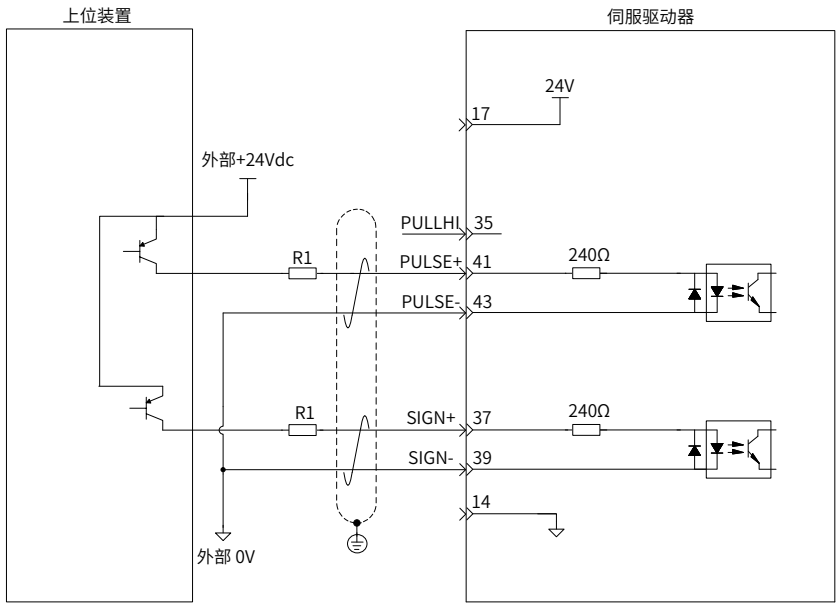 上位装置
伺服驱动器
24V
17
外部+24Vdc
PULLHI 35
R1 PULSE+ 41 240Ω
PULSE- 43
R1 SIGN+ 37 240Ω
SIGN- 39
14
外部 0V